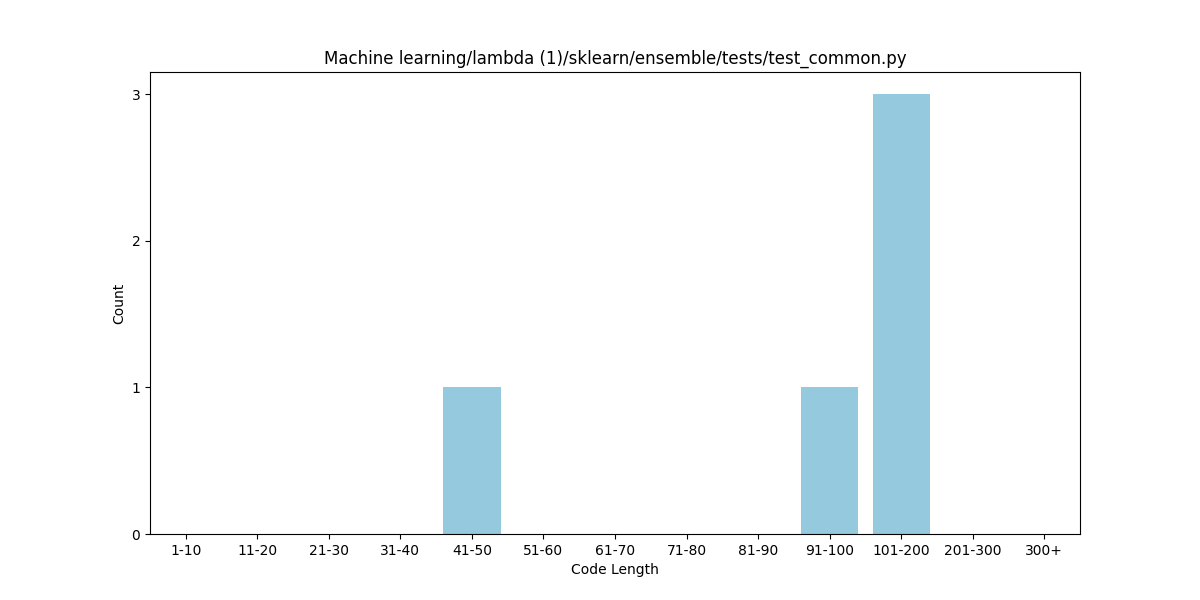 Machine learning/lambda (1)/sklearn/ensemble/tests/test_common.py
3
2
1
0
Count
1-10 11-20 21-30 31-40 41-50 51-60 61-70 71-80 81-90 91-100 101-200 201-300 300+
Code Length